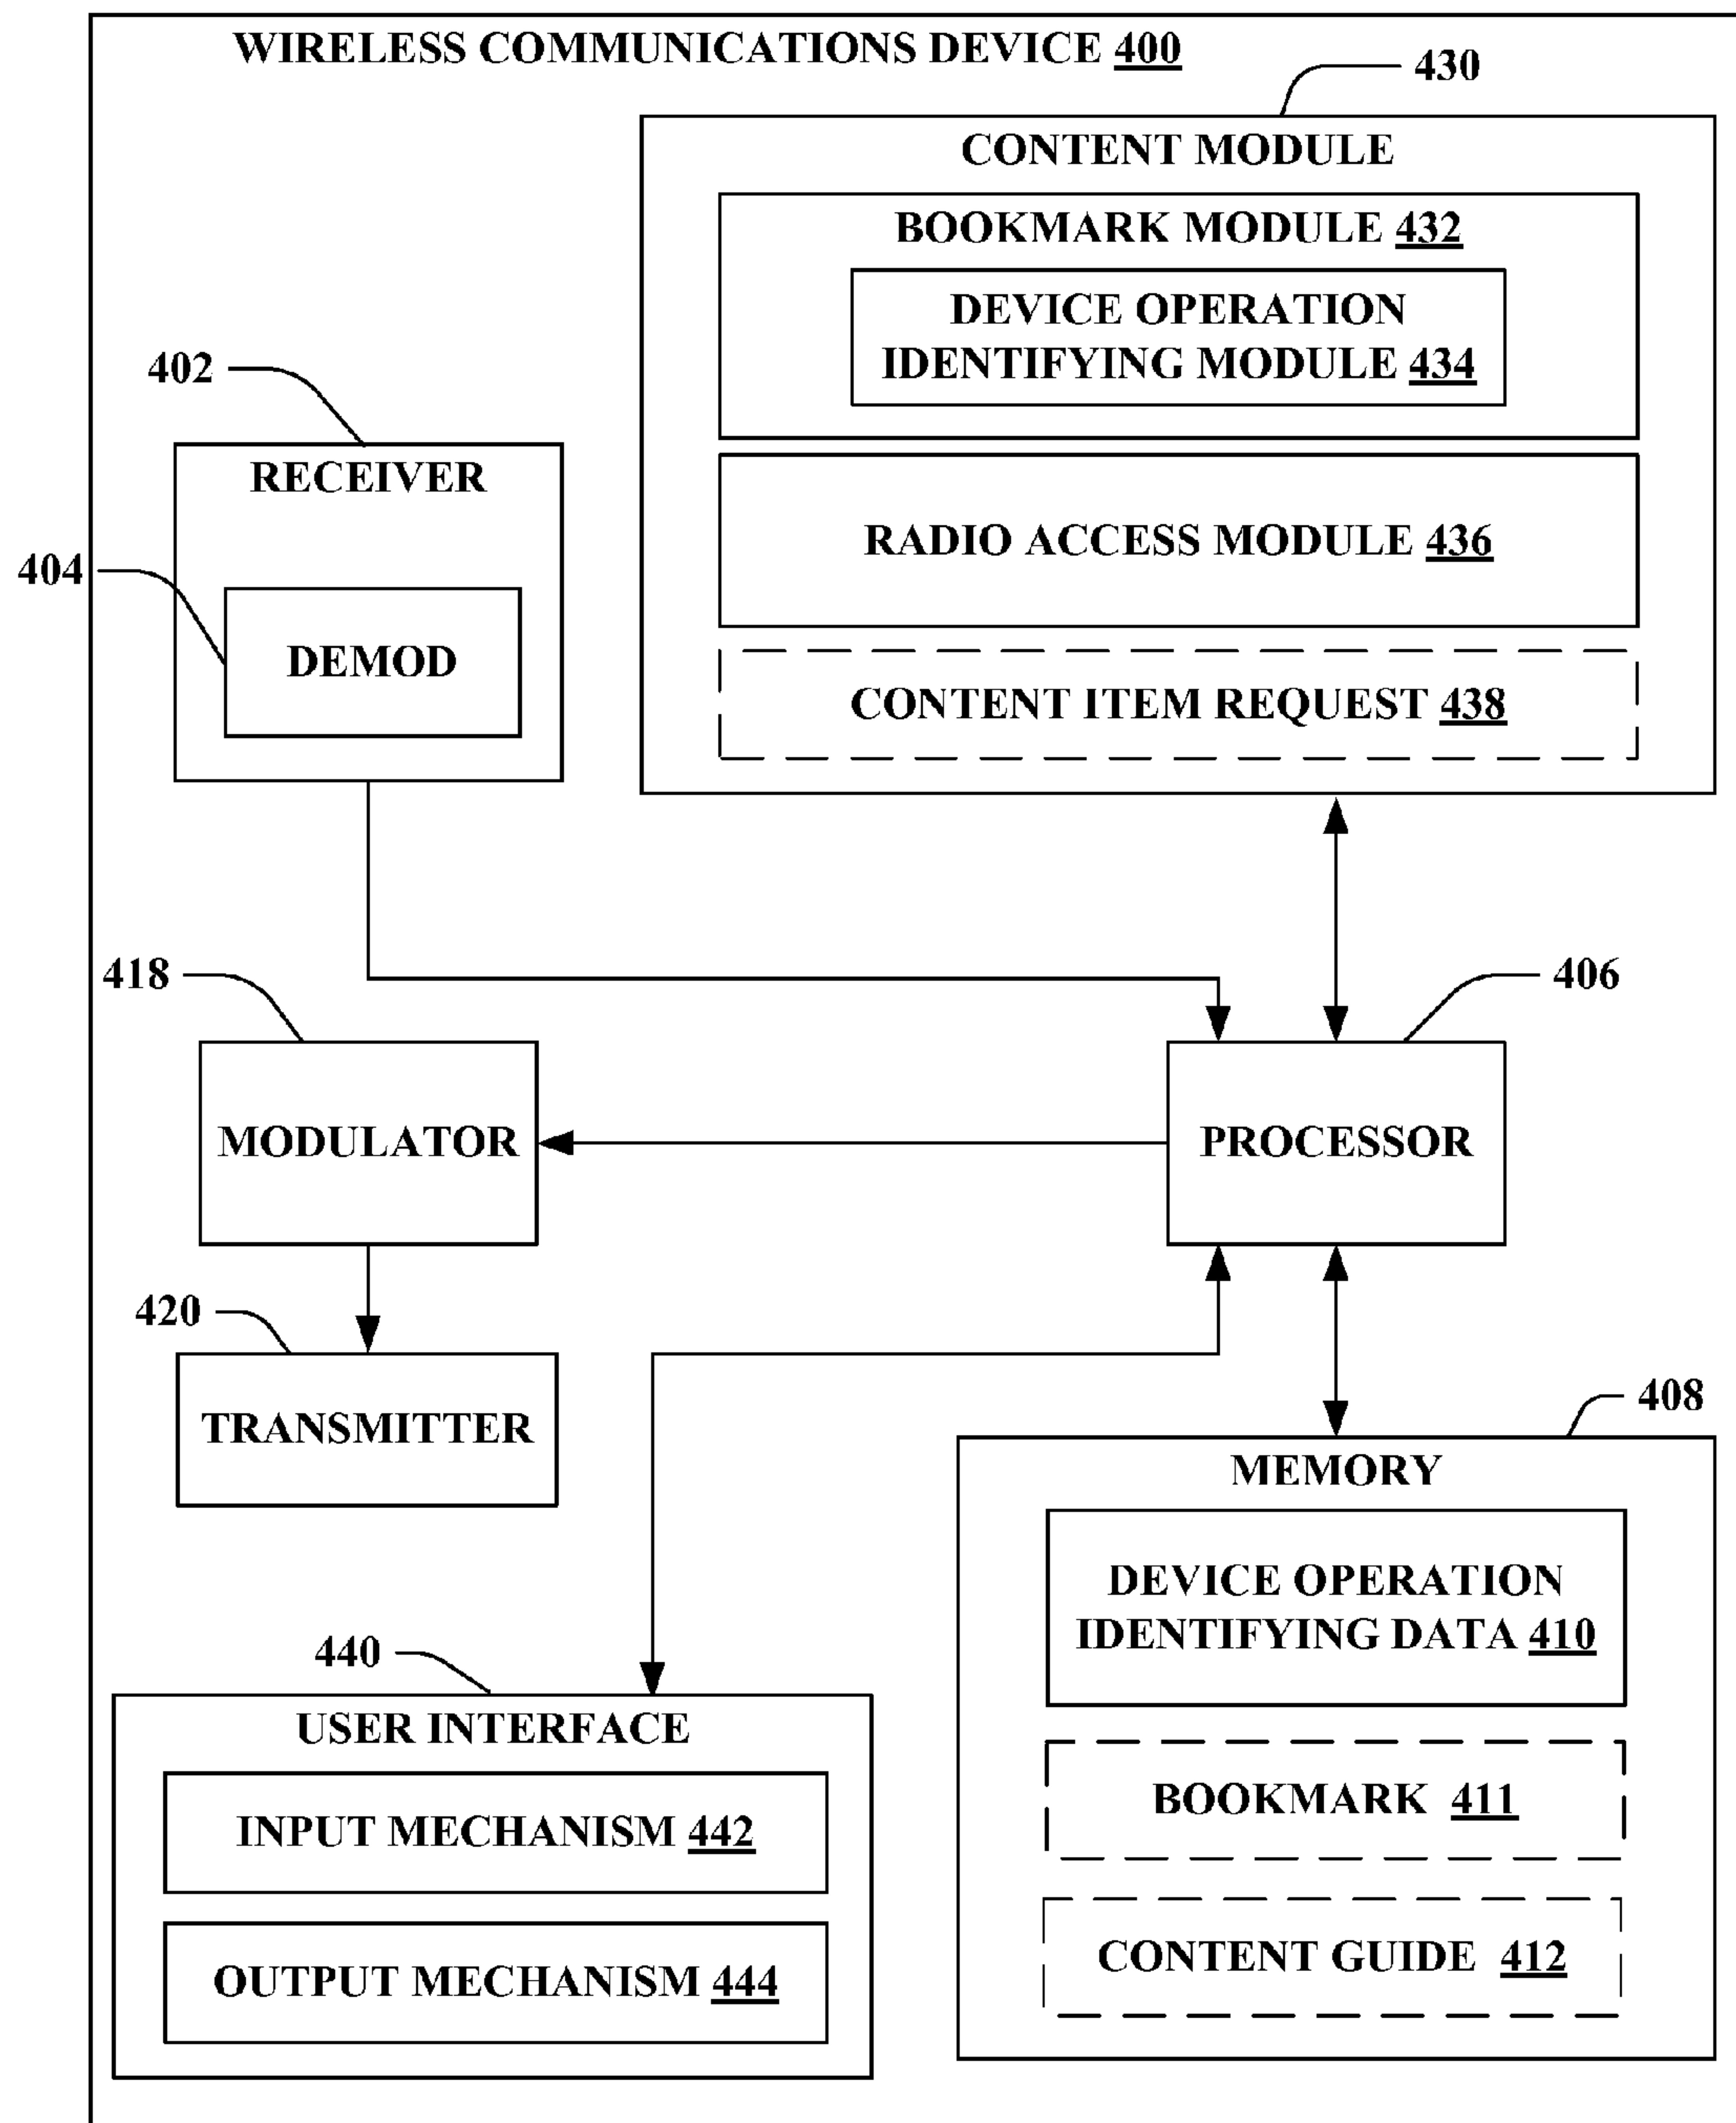 WIRELESS COMMUNICATIONS DEVICE 400
430
CONTENT MODULE
BOOKMARK MODULE 432
DEVICE OPERATION
IDENTIFYING MODULE 434
RADIO ACCESS MODULE 436
CONTENT ITEM REQUEST 438
402
RECEIVER
404
DEMOD
418
MODULATOR
406
PROCESSOR
420
TRANSMITTER
408
MEMORY
DEVICE OPERATION
IDENTIFYING DATA 410
BOOKMARK 411
CONTENT GUIDE 412
440
USER INTERFACE
INPUT MECHANISM 442
OUTPUT MECHANISM 444